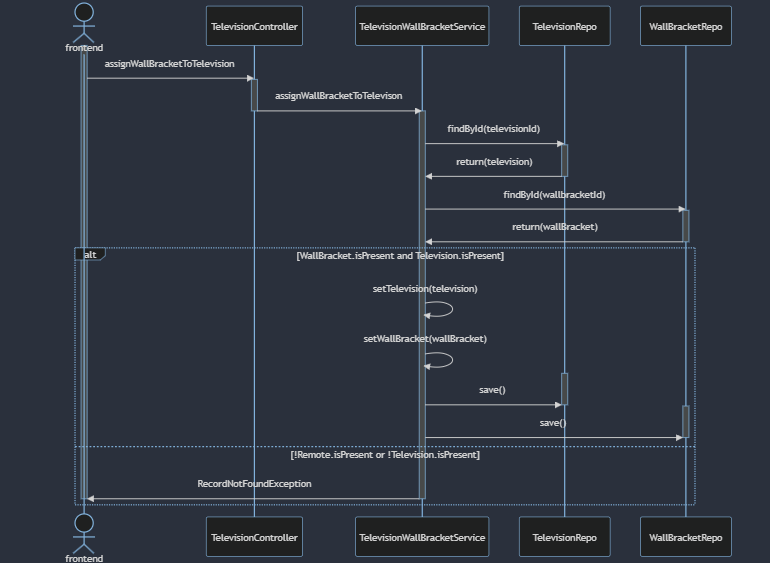 TelevisionController
TelevisionWallBracketService
TelevisionRepo
WallBracketRepo
frontend
assignWallBracketToTelevision
assignWallBracketToTelevison
findById(televisionId)
return(television)
findById(wallbracketId)
return(wallBracket)
alt
[WallBracket.isPresent and Television.isPresent]
setTelevision(television)
setWallBracket(wallBracket)
save()
save()
[!Remote.isPresent or !Television.isPresent]
RecordNotFoundException
TelevisionController
TelevisionWallBracketService
TelevisionRepo
WallBracketRepo
frontend